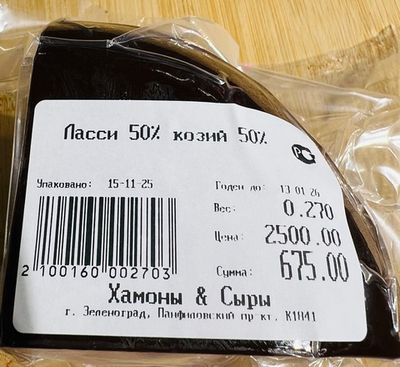 Ласси 50% козий 50%
Упаковано: 15-11-25
Годен до: 13 01 26
Вес: 0.270
Цена: 2500.00
Сумма: 675.00
2 100160 002703
Хамоны & Сыры
г. Зеленоград, Панфиловский пр кт, К1041